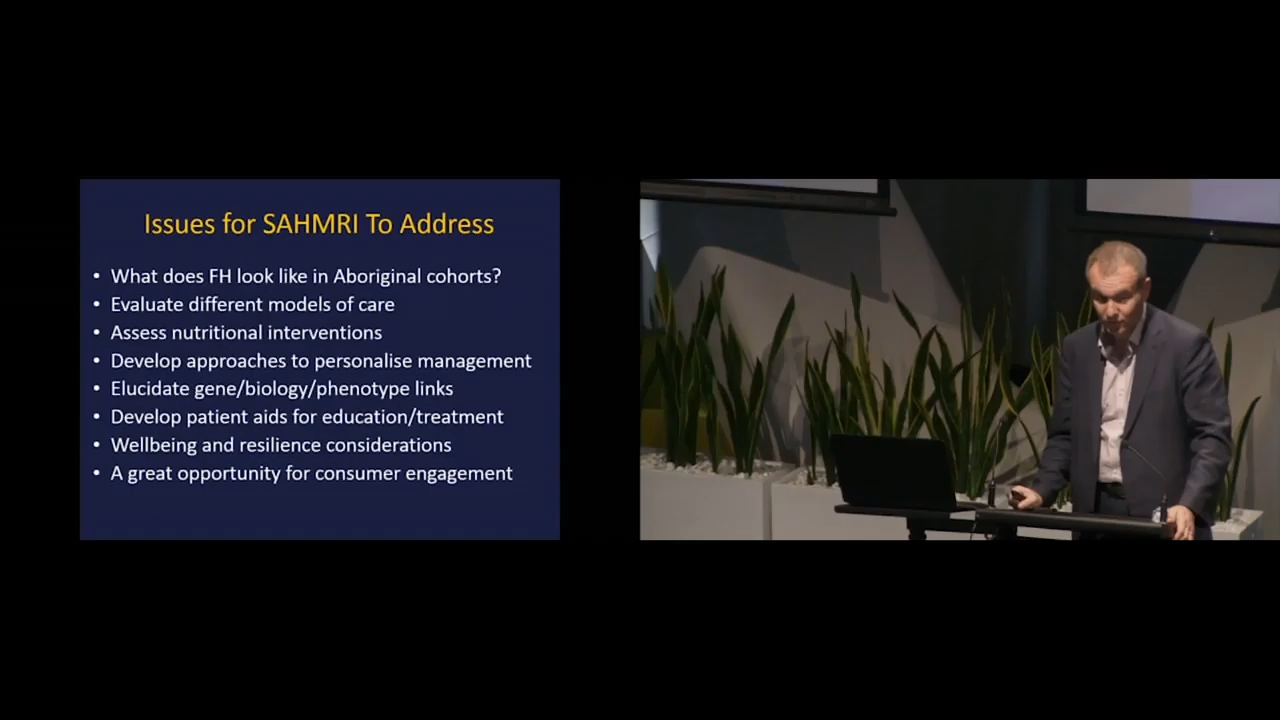 Issues for SAHMRI To Address
• What does FH look like in Aboriginal cohorts?
• Evaluate different models of care
• Assess nutritional interventions
• Develop approaches to personalise management
• Elucidate gene/biology/phenotype links
• Develop patient aids for education/treatment
• Wellbeing and resilience considerations
• A great opportunity for consumer engagement